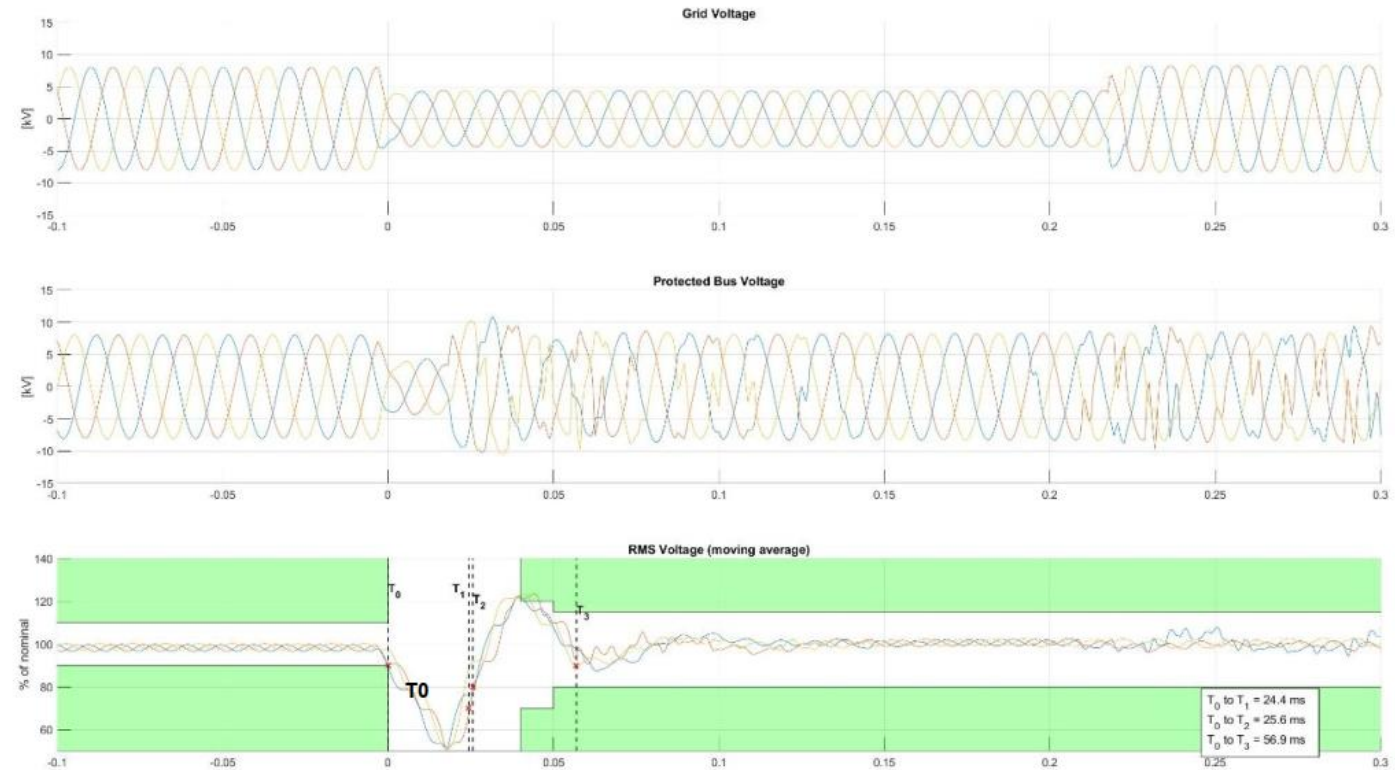 Grid Voltage
15
10
5
0
-5
-10
-15
[kV]
-0.1 -0.05 0 0.05 0.1 0.15 0.2 0.25 0.3
Protected Bus Voltage
15
10
5
0
-5
-10
-15
[kV]
-0.1 -0.05 0 0.05 0.1 0.15 0.2 0.25 0.3
RMS Voltage (moving average)
140
120
100
80
60
% of nominal
T0 T1 T2 T3
T0
T0 to T1 = 24.4 ms
T0 to T2 = 25.6 ms
T0 to T3 = 56.9 ms
-0.1 -0.05 0 0.05 0.1 0.15 0.2 0.25 0.3